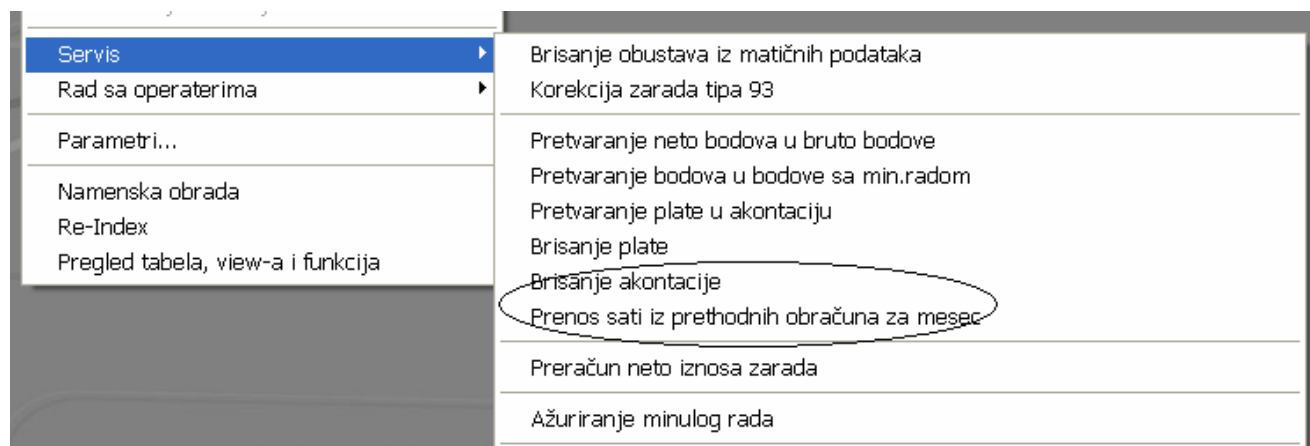 Servis
Rad sa operaterima
Parametri...
Namenska obrada
Re-Index
Pregled tabela, view-a i funkcija
Brisanje obustava iz matičnih podataka
Korekcija zarada tipa 93
Pretvaranje neto bodova u bruto bodove
Pretvaranje bodova u bodove sa min.radom
Pretvaranje plate u akontaciju
Brisanje plate
Brisanje akontacije
Prenos sati iz prethodnih obračuna za mesec
Preračun neto iznosa zarada
Ažuriranje minulog rada